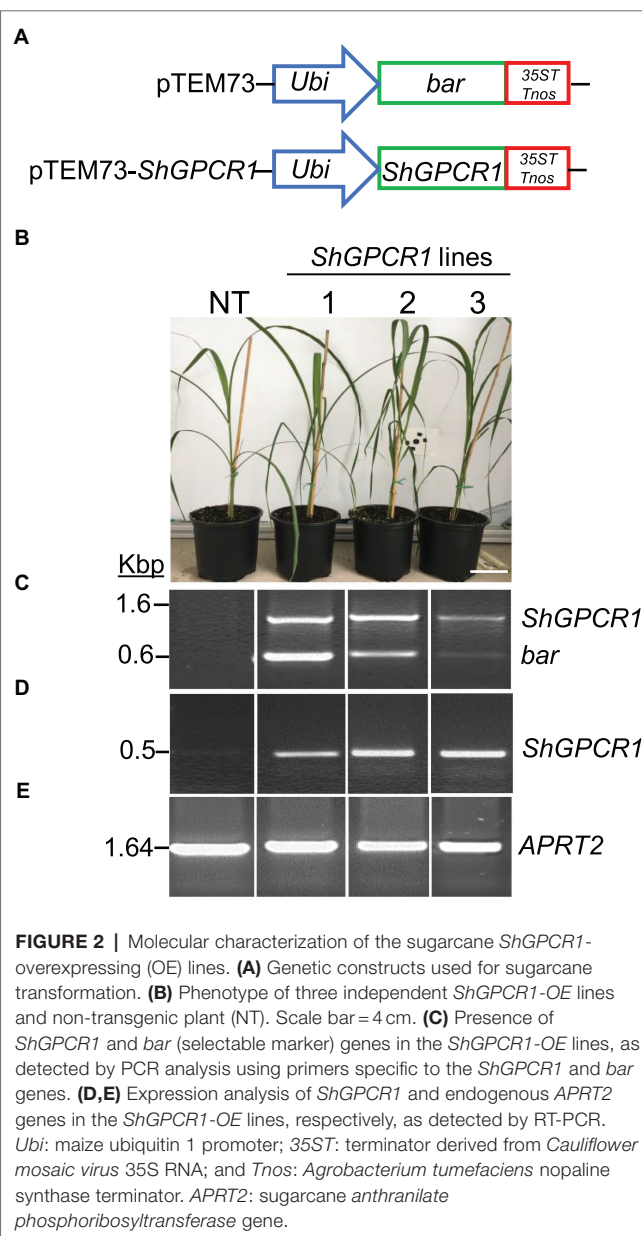 A
pTEM73 Ubi bar 35ST Tnos
pTEM73-ShGPCR1 Ubi ShGPCR1 35ST Tnos
B
ShGPCR1 lines
NT 1 2 3
Kbp
C
1.6 ShGPCR1
0.6 bar
D
0.5 ShGPCR1
E
1.64 APRT2
FIGURE 2 | Molecular characterization of the sugarcane ShGPCR1-
overexpressing (OE) lines. (A) Genetic constructs used for sugarcane
transformation. (B) Phenotype of three independent ShGPCR1-OE lines
and non-transgenic plant (NT). Scale bar = 4 cm. (C) Presence of
ShGPCR1 and bar (selectable marker) genes in the ShGPCR1-OE lines, as
detected by PCR analysis using primers specific to the ShGPCR1 and bar
genes. (D,E) Expression analysis of ShGPCR1 and endogenous APRT2
genes in the ShGPCR1-OE lines, respectively, as detected by RT-PCR.
Ubi: maize ubiquitin 1 promoter; 35ST: terminator derived from Cauliflower
mosaic virus 35S RNA; and Tnos: Agrobacterium tumefaciens nopaline
synthase terminator. APRT2: sugarcane anthranilate
phosphoribosyltransferase gene.